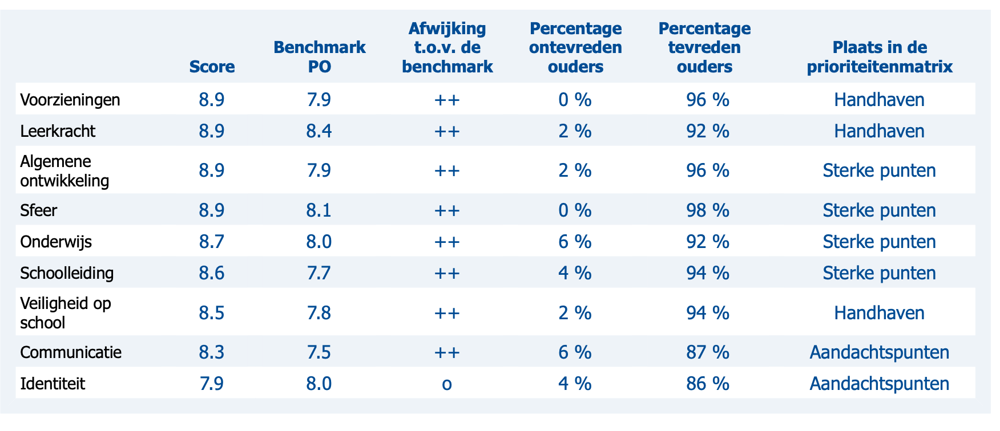 Score Benchmark PO Afwijking t.o.v. de benchmark Percentage ontevreden ouders Percentage tevreden ouders Plaats in de prioriteitenmatrix
Voorzieningen 8.9 7.9 ++ 0 % 96 % Handhaven
Leerkracht 8.9 8.4 ++ 2 % 92 % Handhaven
Algemene ontwikkeling 8.9 7.9 ++ 2 % 96 % Sterke punten
Sfeer 8.9 8.1 ++ 0 % 98 % Sterke punten
Onderwijs 8.7 8.0 ++ 6 % 92 % Sterke punten
Schoolleiding 8.6 7.7 ++ 4 % 94 % Sterke punten
Veiligheid op school 8.5 7.8 ++ 2 % 94 % Handhaven
Communicatie 8.3 7.5 ++ 6 % 87 % Aandachtspunten
Identiteit 7.9 8.0 o 4 % 86 % Aandachtspunten